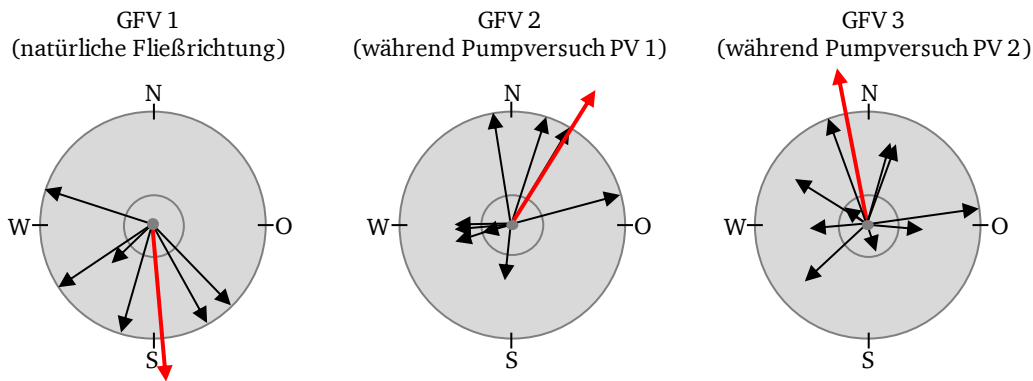 GFV 1
(natürliche Fließrichtung)
GFV 2
(während Pumpversuch PV 1)
GFV 3
(während Pumpversuch PV 2)
N
W
O
S
N
W
O
S
N
W
O
S